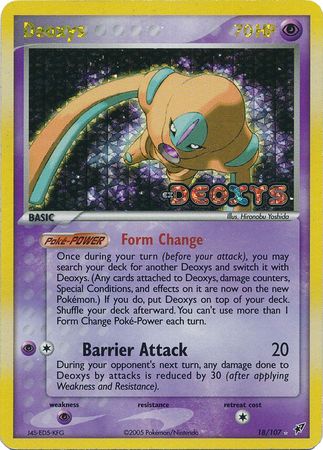 Deoxys 70 HP
DEOXYS
BASIC
Illus. Hironobu Yoshida
Poké-POWER Form Change
Once during your turn (before your attack), you may
search your deck for another Deoxys and switch it with
Deoxys. (Any cards attached to Deoxys, damage counters,
Special Conditions, and effects on it are now on the new
Pokémon.) If you do, put Deoxys on top of your deck.
Shuffle your deck afterward. You can't use more than 1
Form Change Poké-Power each turn.
Barrier Attack 20
During your opponent's next turn, any damage done
to Deoxys by attacks is reduced by 30 (after applying
Weakness and Resistance).
weakness resistance retreat cost
J45-ED5-KFG ©2005 Pokémon/Nintendo 18/107